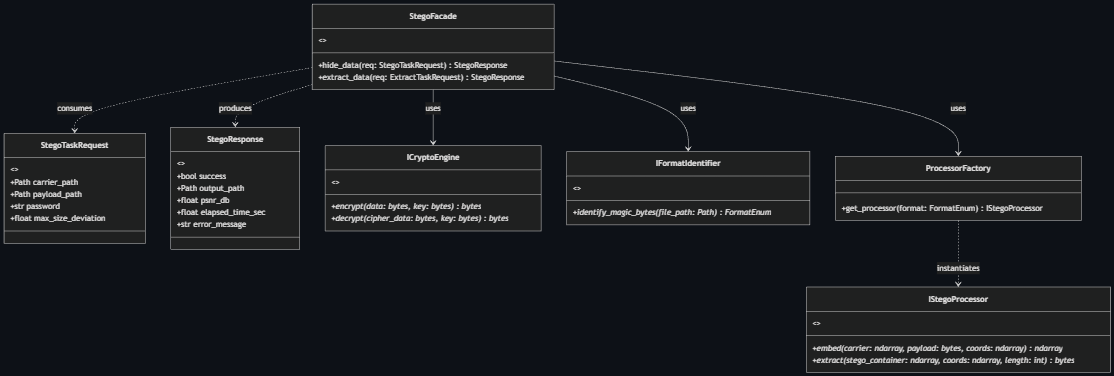 StegoFacade
<>
+hide_data(req: StegoTaskRequest) : StegoResponse
+extract_data(req: ExtractTaskRequest) : StegoResponse
consumes
produces
uses
uses
uses
StegoTaskRequest
<>
+Path carrier_path
+Path payload_path
+str password
+float max_size_deviation
StegoResponse
<>
+bool success
+Path output_path
+float psnr_db
+float elapsed_time_sec
+str error_message
ICryptoEngine
<>
+encrypt(data: bytes, key: bytes) : bytes
+decrypt(cipher_data: bytes, key: bytes) : bytes
IFormatIdentifier
<>
+identify_magic_bytes(file_path: Path) : FormatEnum
ProcessorFactory
+get_processor(format: FormatEnum) : IStegoProcessor
instantiates
IStegoProcessor
<>
+embed(carrier: ndarray, payload: bytes, coords: ndarray) : ndarray
+extract(stego_container: ndarray, coords: ndarray, length: int) : bytes